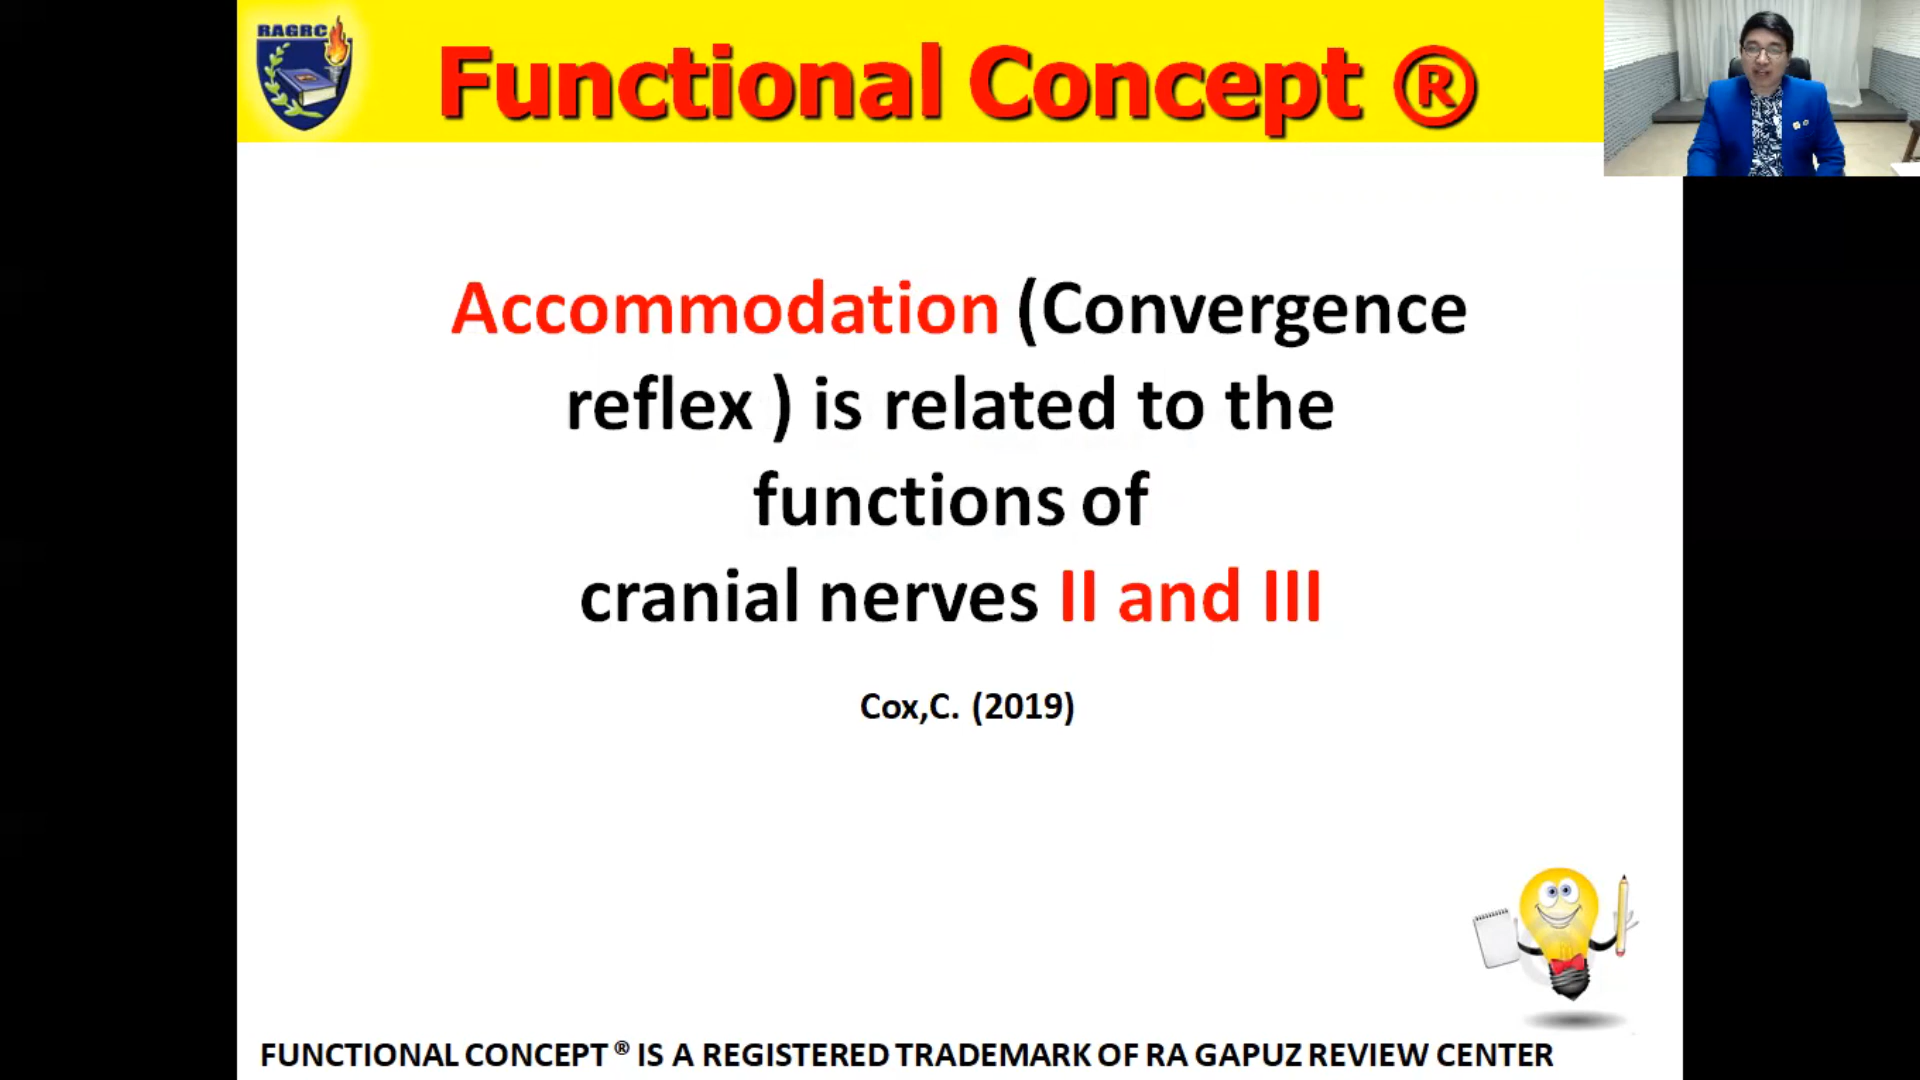 RAGRC
Functional Concept ®
Accommodation (Convergence
reflex ) is related to the
functions of
cranial nerves II and III
Cox,C. (2019)
FUNCTIONAL CONCEPT ® IS A REGISTERED TRADEMARK OF RA GAPUZ REVIEW CENTER